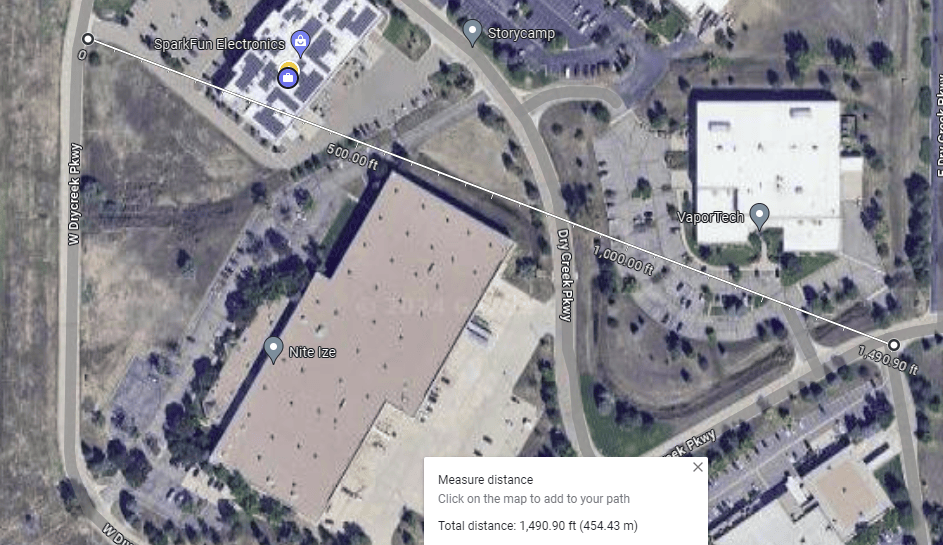 SparkFun Electronics
Storycamp
0
500.00 ft
W Drycreek Pkwy
VaporTech
1,000.00 ft
Dry Creek Pkwy
Nite Ize
1,490.90 ft
Measure distance
Click on the map to add to your path
Total distance: 1,490.90 ft (454.43 m)